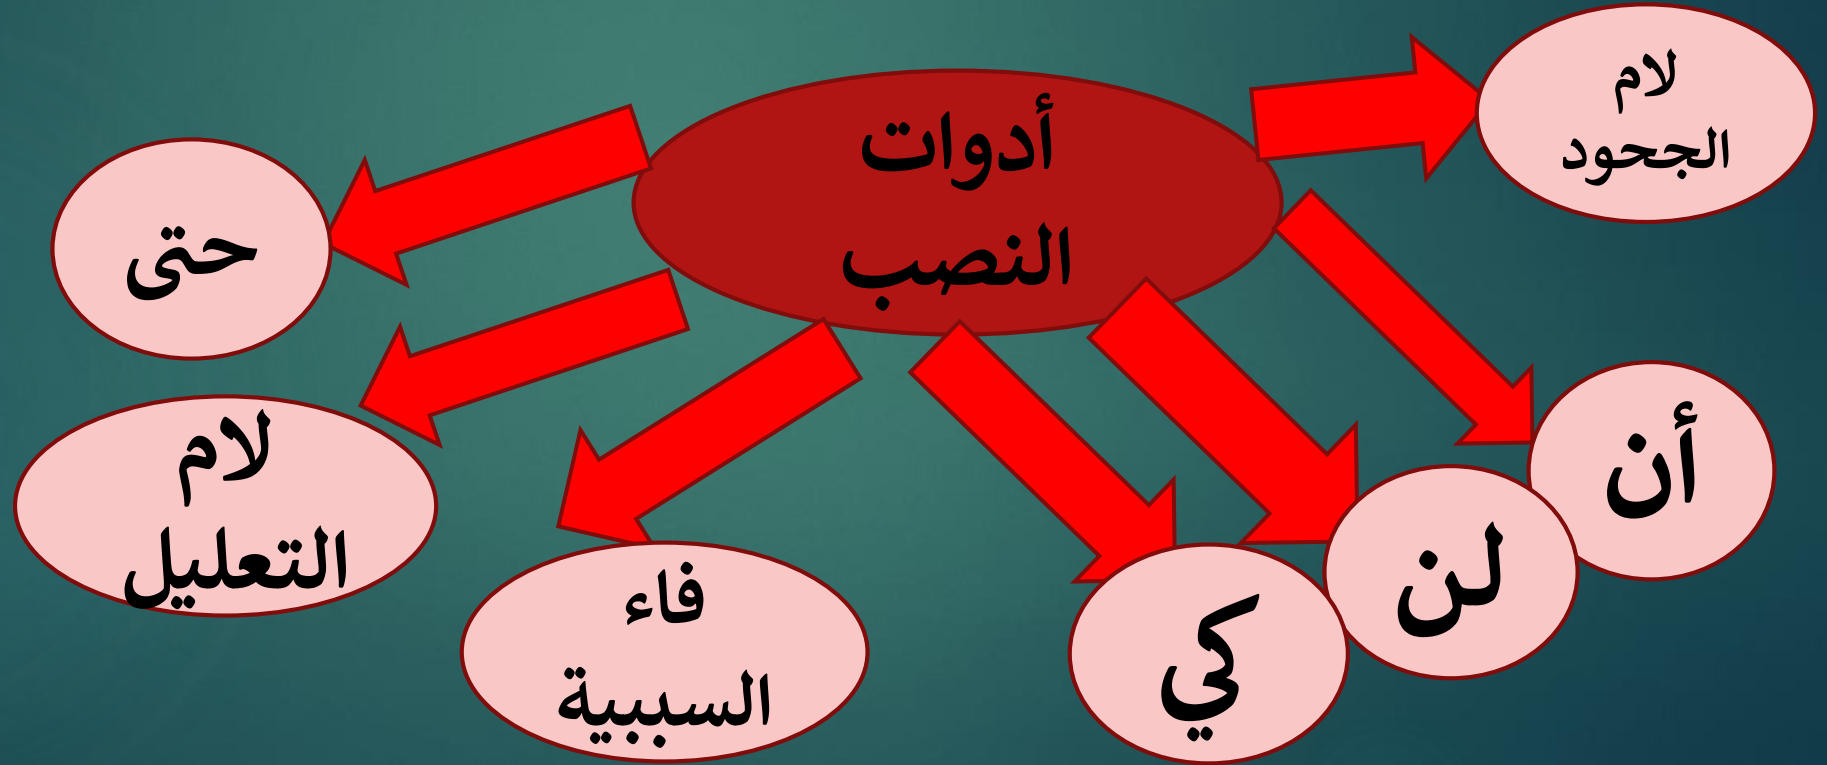 أدوات
النصب
لام
الجحود
أن
لن
كي
فاء
السببية
لام
التعليل
حتى